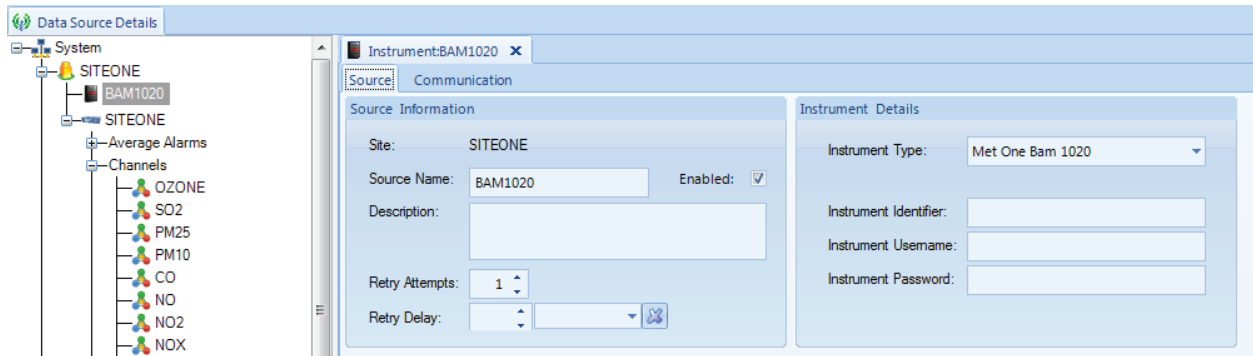 Data Source Details
System
SITEONE
BAM1020
SITEONE
Average Alarms
Channels
OZONE
SO2
PM25
PM10
CO
NO
NO2
NOX
Instrument:BAM1020
Source Communication
Source Information
Site: SITEONE
Source Name: BAM1020 Enabled:
Description:
Retry Attempts: 1
Retry Delay:
Instrument Details
Instrument Type: Met One Bam 1020
Instrument Identifier:
Instrument Username:
Instrument Password: